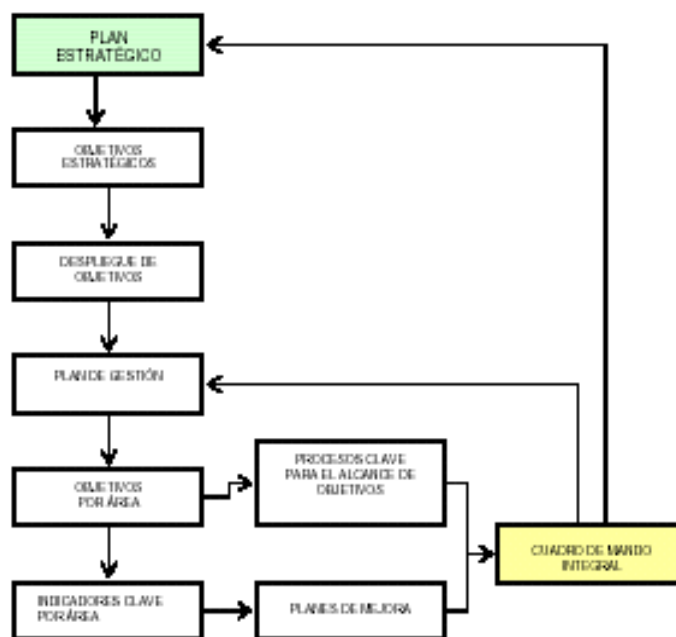 PLAN
ESTRATÉGICO
OBJETIVOS
ESTRATÉGICOS
DESPLIEGUE DE
OBJETIVOS
PLAN DE GESTIÓN
OBJETIVOS
POR ÁREA
PROCESOS CLAVE
PARA EL ALCANCE DE
OBJETIVOS
CUADRO DE MANDO
INTEGRAL
INDICADORES CLAVE
POR ÁREA
PLANES DE MEJORA